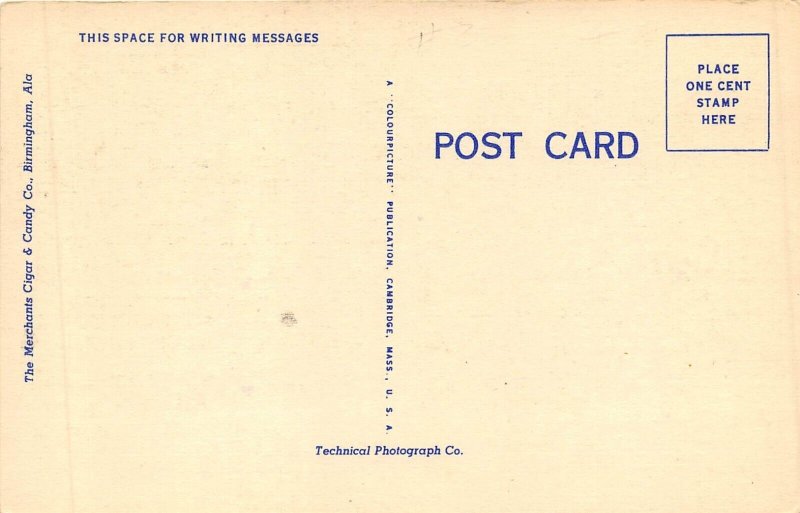 THIS SPACE FOR WRITING MESSAGES
The Merchants Cigar & Candy Co., Birmingham, Ala
A "COLOURPICTURE" PUBLICATION, CAMBRIDGE, MASS., U. S. A.
POST CARD
PLACE
ONE CENT
STAMP
HERE
Technical Photograph Co.